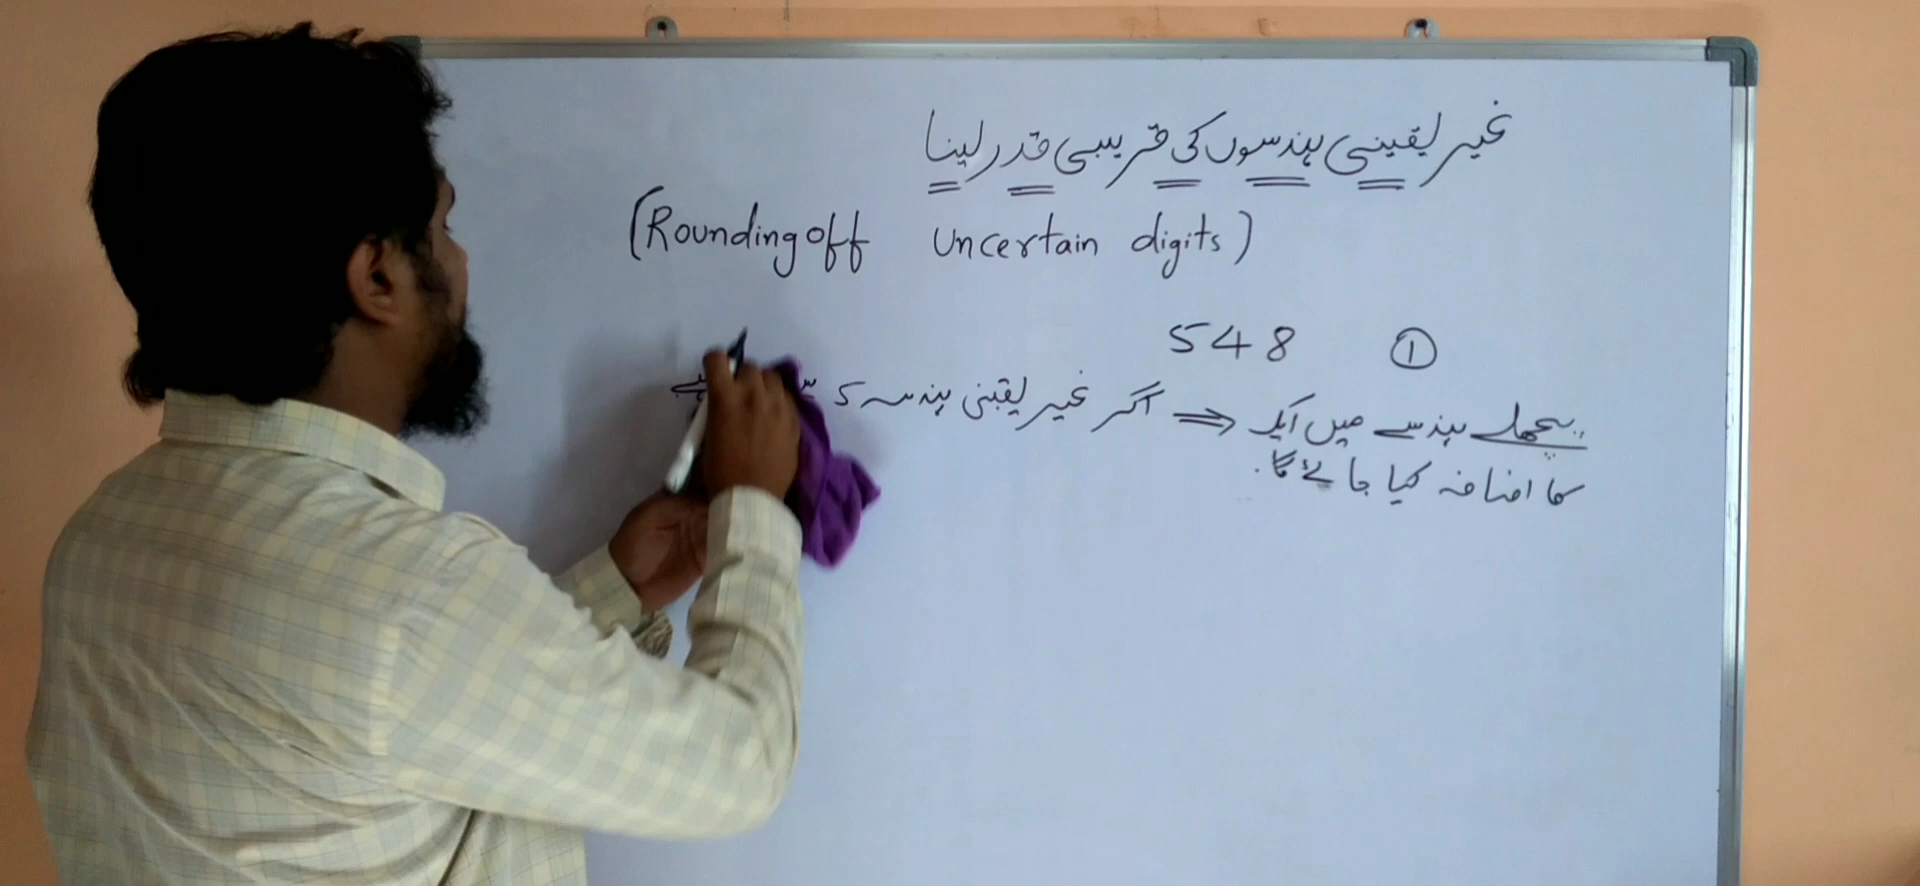 غیر یقینی ہندسوں کی قریبی قدر لینا
(Rounding off Uncertain digits)
① 548
اگر غیر یقینی ہندسہ 5 س ہے ⇒ پچھلے ہندسے میں ایک
کا اضافہ کیا جائے گا.